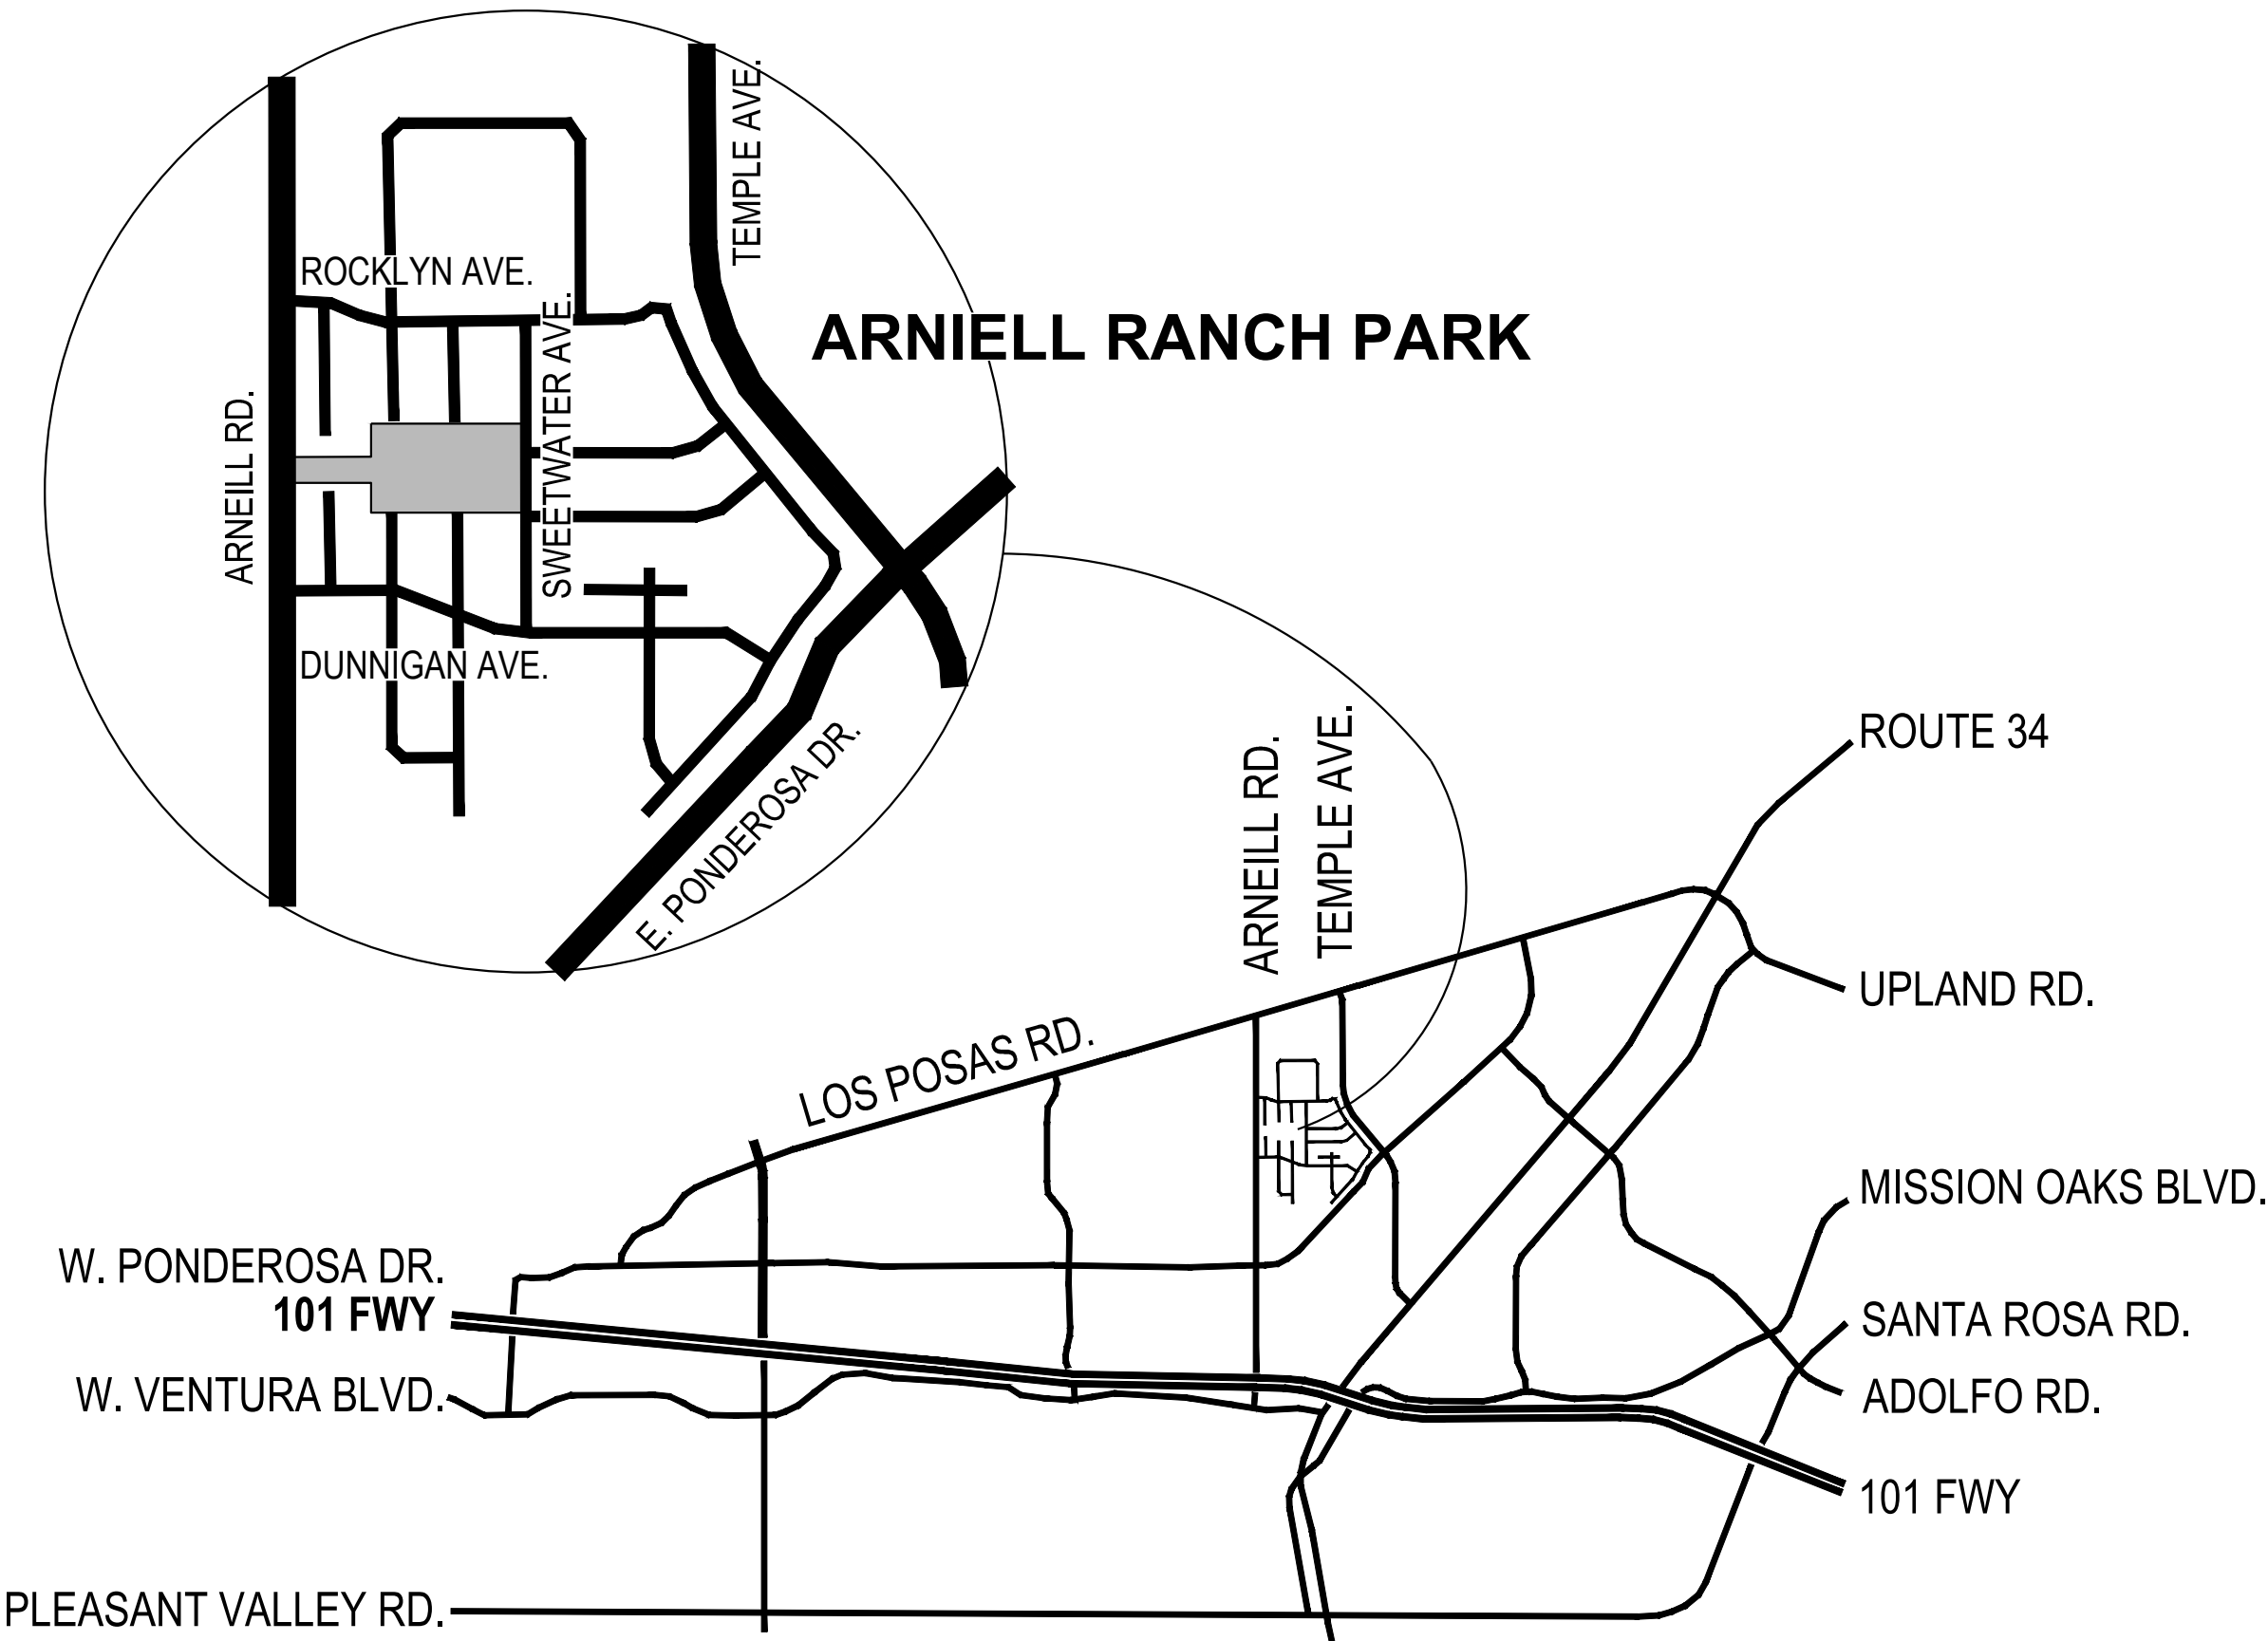 TEMPLE AVE.
ROCKLYN AVE.
SWEETWATER AVE.
ARNIELL RANCH PARK
ARNEILL RD.
DUNNIGAN AVE.
E. PONDEROSA DR.
ARNEILL RD.
TEMPLE AVE.
ROUTE 34
UPLAND RD.
LOS POSAS RD.
MISSION OAKS BLVD.
W. PONDEROSA DR.
101 FWY
SANTA ROSA RD.
W. VENTURA BLVD.
ADOLFO RD.
101 FWY
PLEASANT VALLEY RD.